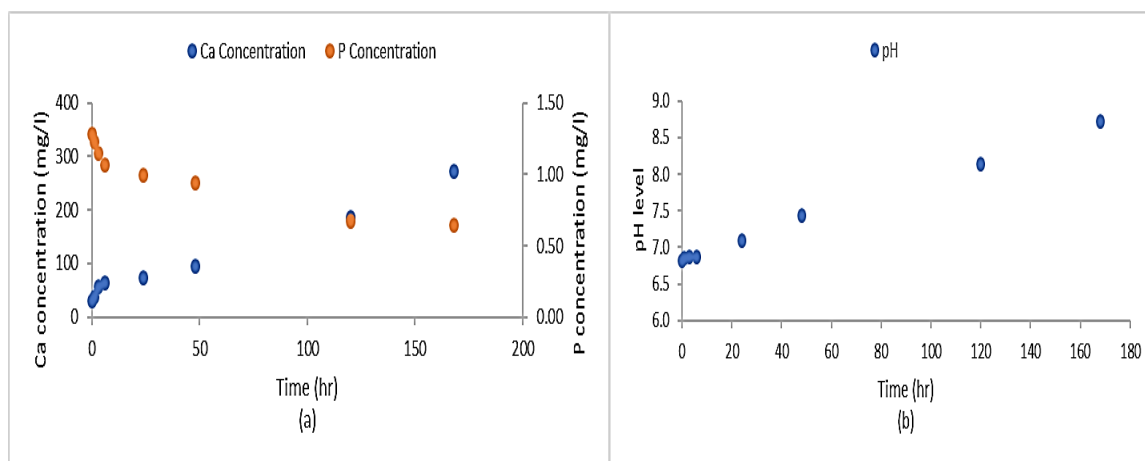 Ca Concentration P Concentration
400
300
200
100
0
Ca concentration (mg/l)
1.50
1.00
0.50
0.00
P concentration (mg/l)
0 50 100 150 200
Time (hr)
(a)
pH
9.0
8.5
8.0
7.5
7.0
6.5
6.0
pH level
0 20 40 60 80 100 120 140 160 180
Time (hr)
(b)